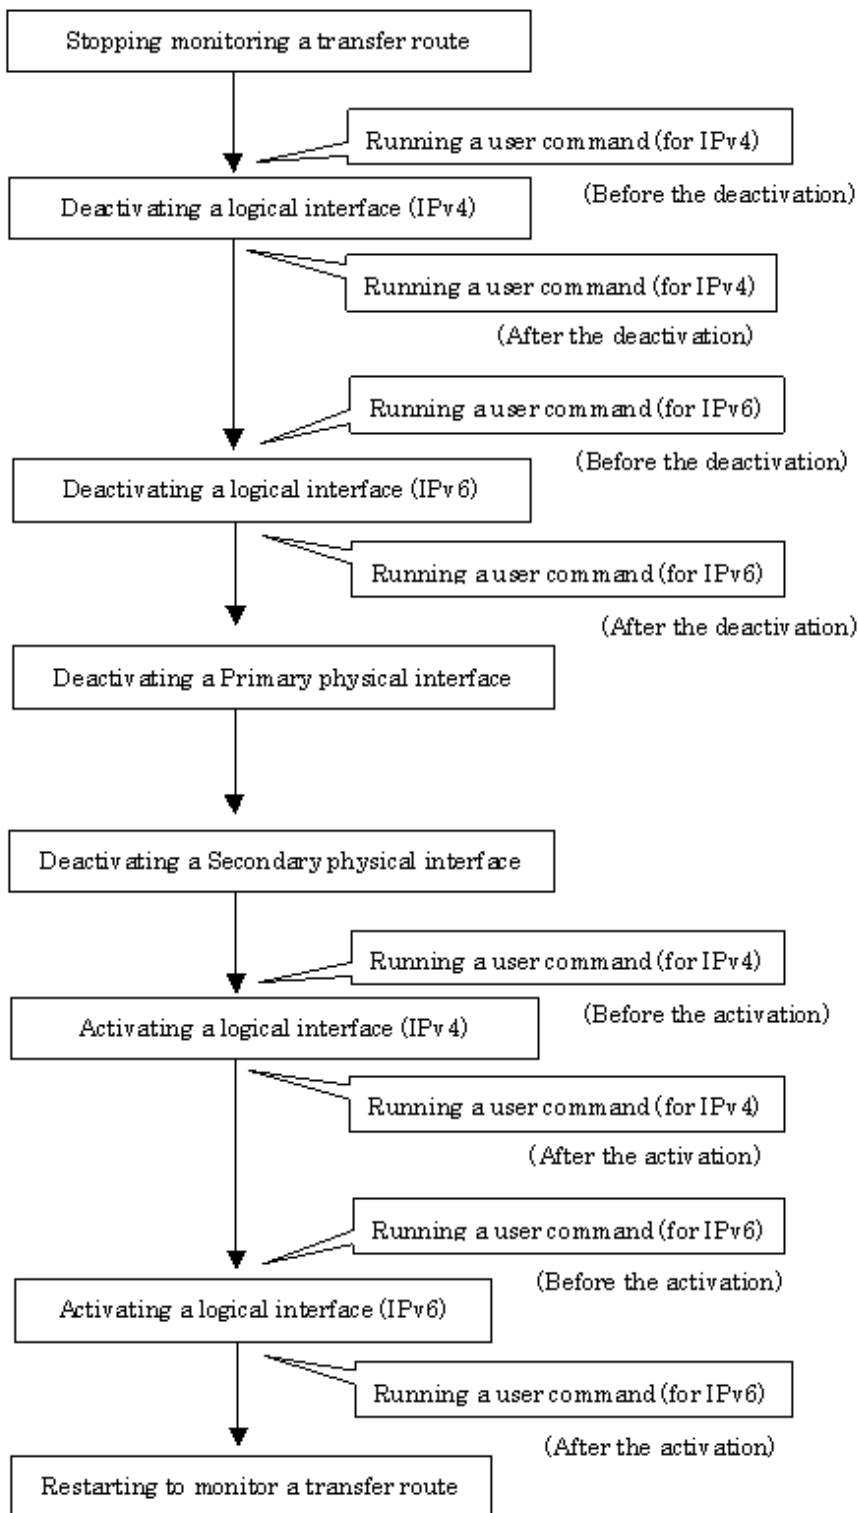 Stopping monitoring a transfer route
Running a user command (for IPv4)
(Before the deactivation)
Deactivating a logical interface (IPv4)
Running a user command (for IPv4)
(After the deactivation)
Running a user command (for IPv6)
(Before the deactivation)
Deactivating a logical interface (IPv6)
Running a user command (for IPv6)
(After the deactivation)
Deactivating a Primary physical interface
Deactivating a Secondary physical interface
Running a user command (for IPv4)
(Before the activation)
Activating a logical interface (IPv4)
Running a user command (for IPv4)
(After the activation)
Running a user command (for IPv6)
(Before the activation)
Activating a logical interface (IPv6)
Running a user command (for IPv6)
(After the activation)
Restarting to monitor a transfer route